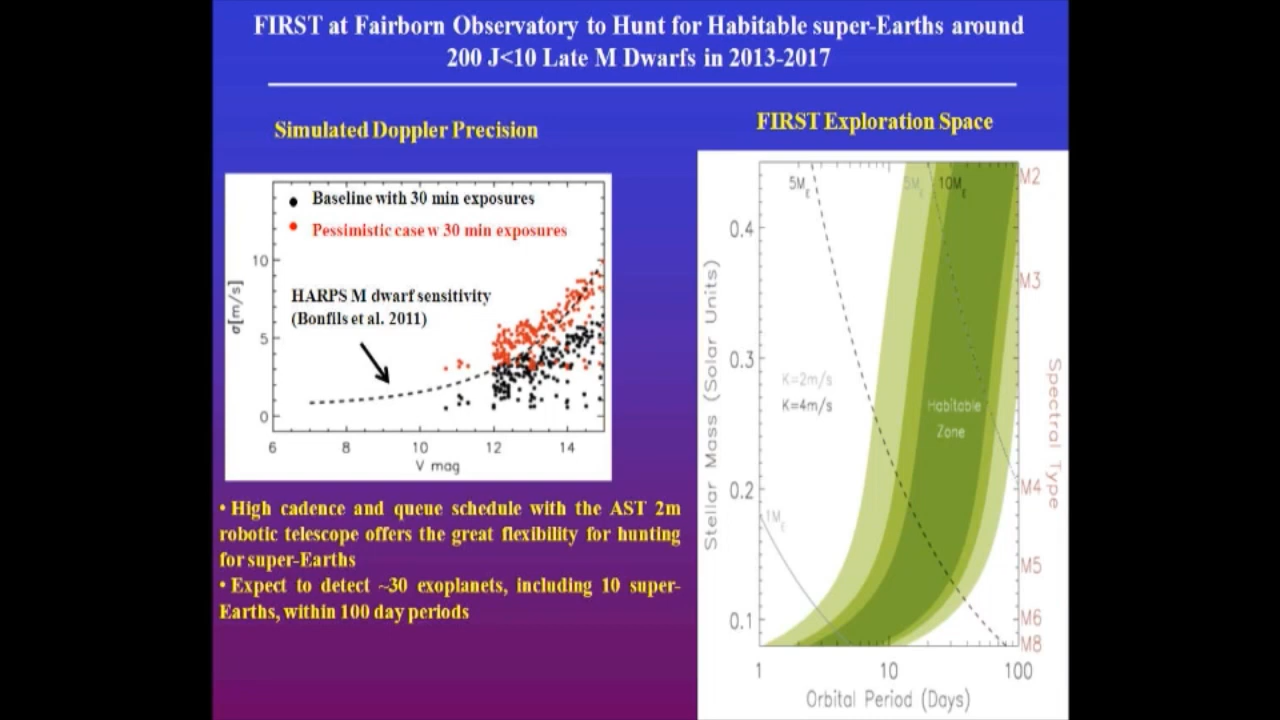 FIRST at Fairborn Observatory to Hunt for Habitable super-Earths around
200 J<10 Late M Dwarfs in 2013-2017
Simulated Doppler Precision
Baseline with 30 min exposures
Pessimistic case w 30 min exposures
HARPS M dwarf sensitivity
(Bonfils et al. 2011)
σ[m/s]
10
5
0
6 8 10 12 14
V mag
• High cadence and queue schedule with the AST 2m
robotic telescope offers the great flexibility for hunting
for super-Earths
• Expect to detect ~30 exoplanets, including 10 super-
Earths, within 100 day periods
FIRST Exploration Space
5M_E 5M_E 10M_E
M2
0.4
M3
0.3
K=2m/s
K=4m/s
Habitable
Zone
Stellar Mass (Solar Units)
Spectral Type
0.2
M4
1M_E
M5
0.1
M6
M8
1 10 100
Orbital Period (Days)